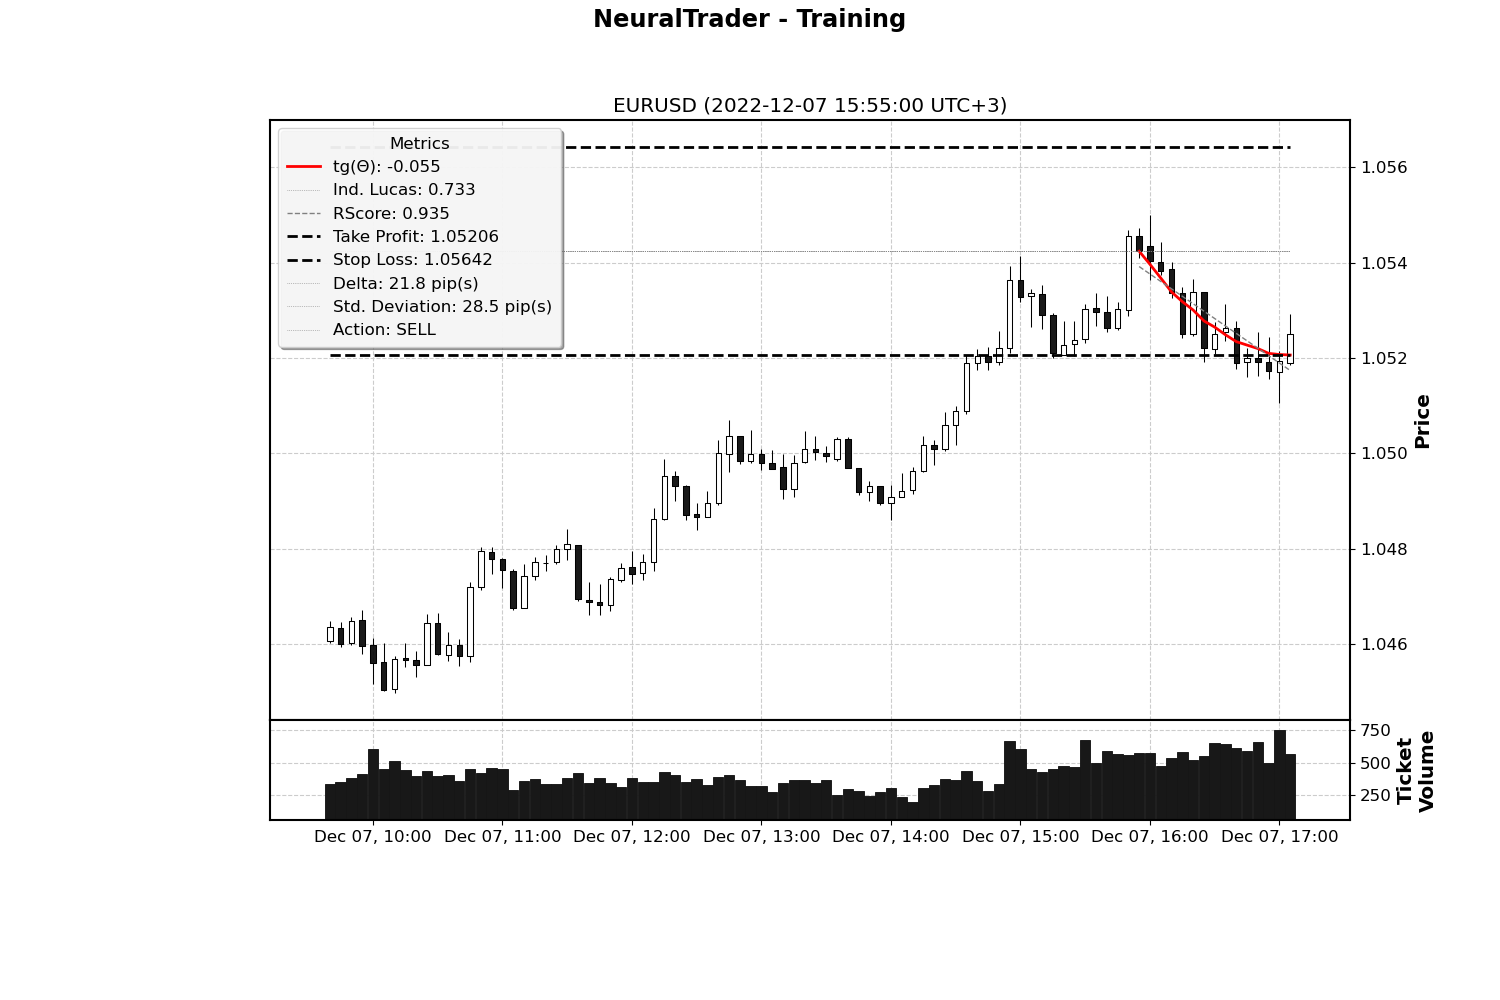 NeuralTrader - Training
EURUSD (2022-12-07 15:55:00 UTC+3)
Metrics
tg(Θ): -0.055
Ind. Lucas: 0.733
RScore: 0.935
Take Profit: 1.05206
Stop Loss: 1.05642
Delta: 21.8 pip(s)
Std. Deviation: 28.5 pip(s)
Action: SELL
1.056
1.054
1.052
1.050
1.048
1.046
Price
750
500
250
Ticket
Volume
Dec 07, 10:00
Dec 07, 11:00
Dec 07, 12:00
Dec 07, 13:00
Dec 07, 14:00
Dec 07, 15:00
Dec 07, 16:00
Dec 07, 17:00